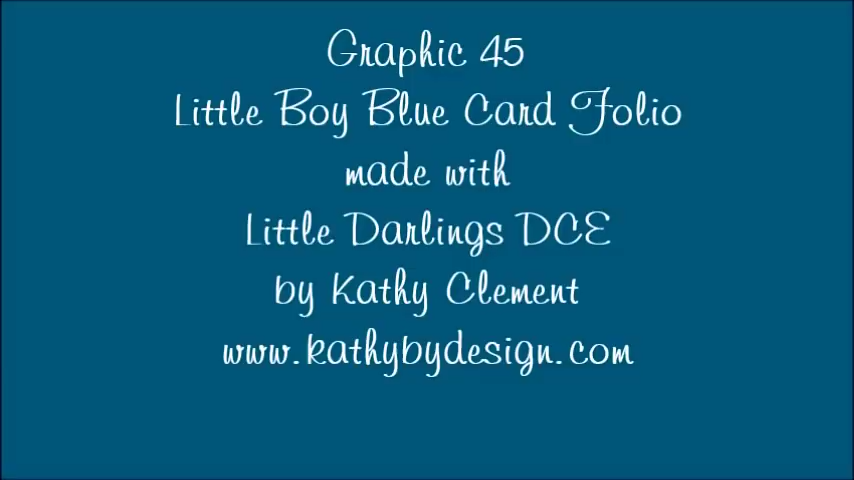 Graphic 45
Little Boy Blue Card Folio
made with
Little Darlings DCE
by Kathy Clement
www.kathybydesign.com